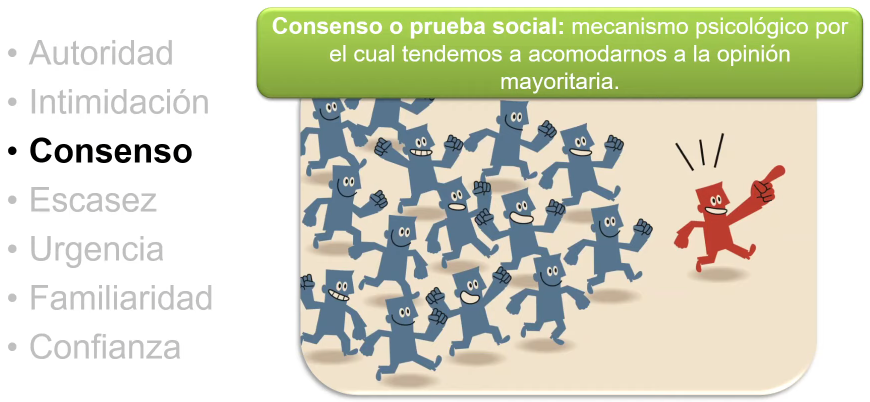 Consenso o prueba social: mecanismo psicológico por
el cual tendemos a acomodarnos a la opinión
mayoritaria.
• Autoridad
• Intimidación
• Consenso
• Escasez
• Urgencia
• Familiaridad
• Confianza